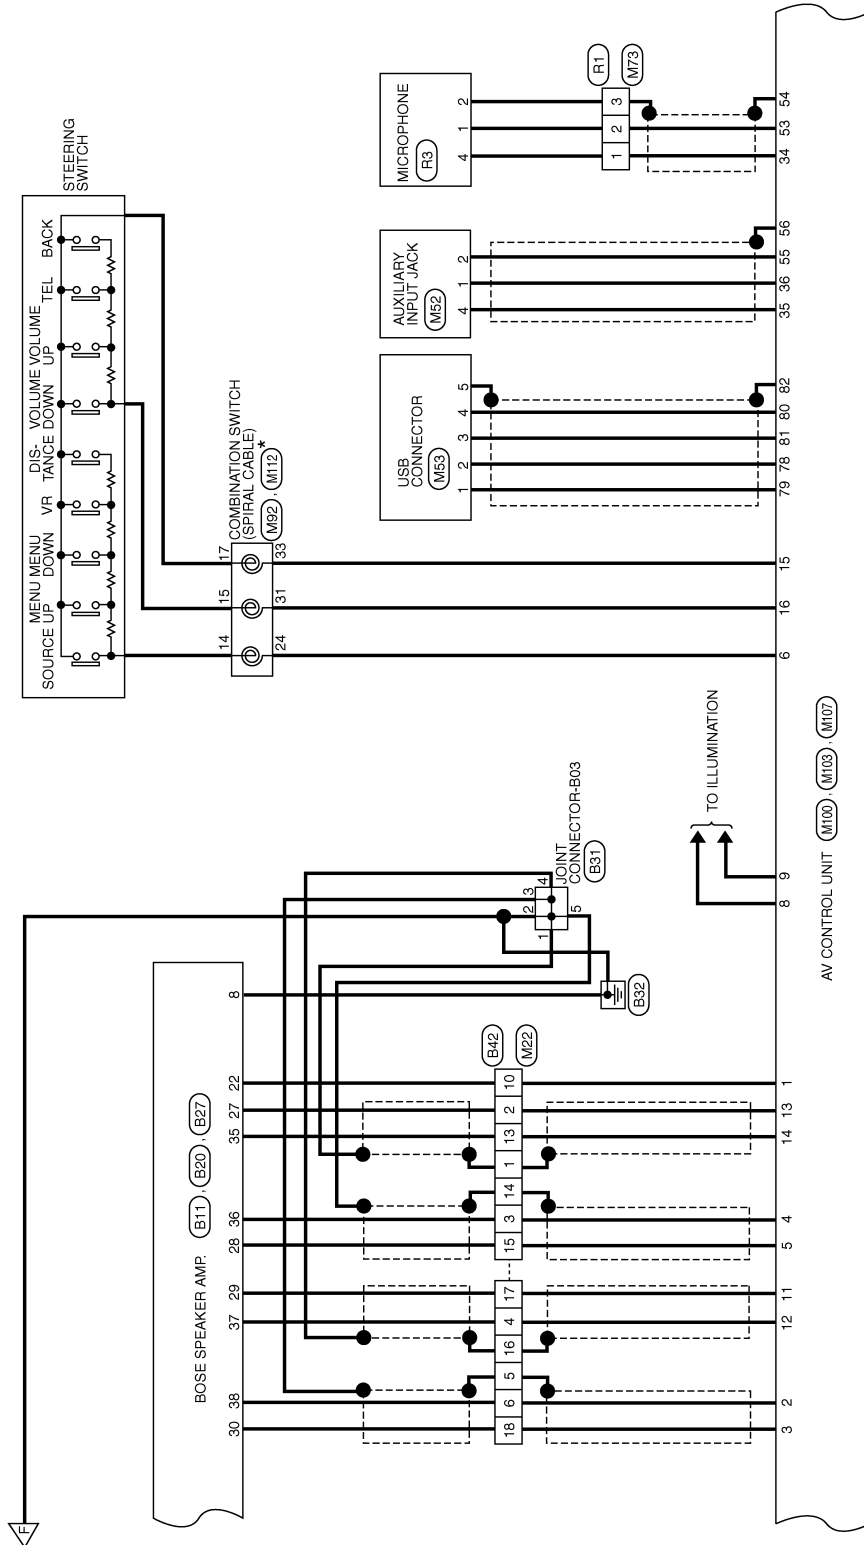 STEERING
SWITCH
SOURCE
MENU
UP
MENU
DOWN
VR
DIS-
TANCE
VOLUME
DOWN
VOLUME
UP
TEL
BACK
COMBINATION SWITCH
(SPIRAL CABLE)
M92 , M112 *
14 15 17
24 31 33
MICROPHONE
R3
4 1 2
R1
1 2 3
M73
34 53 54
AUXILIARY
INPUT JACK
M52
4 1 2
35 36 55 56
USB
CONNECTOR
M53
1 2 3 4 5
79 78 81 80 82
6 16 15
TO ILLUMINATION
8 9
AV CONTROL UNIT M100 , M103 , M107
F
BOSE SPEAKER AMP. B11 , B20 , B27
30 38 37 29 28 36 35 27 22 8
JOINT
CONNECTOR-B03
B31
1 2 3 4 5
B32
B42
M22
18 6 5 16 4 17 15 3 14 1 13 2 10
3 2 12 11 5 4 14 13 1